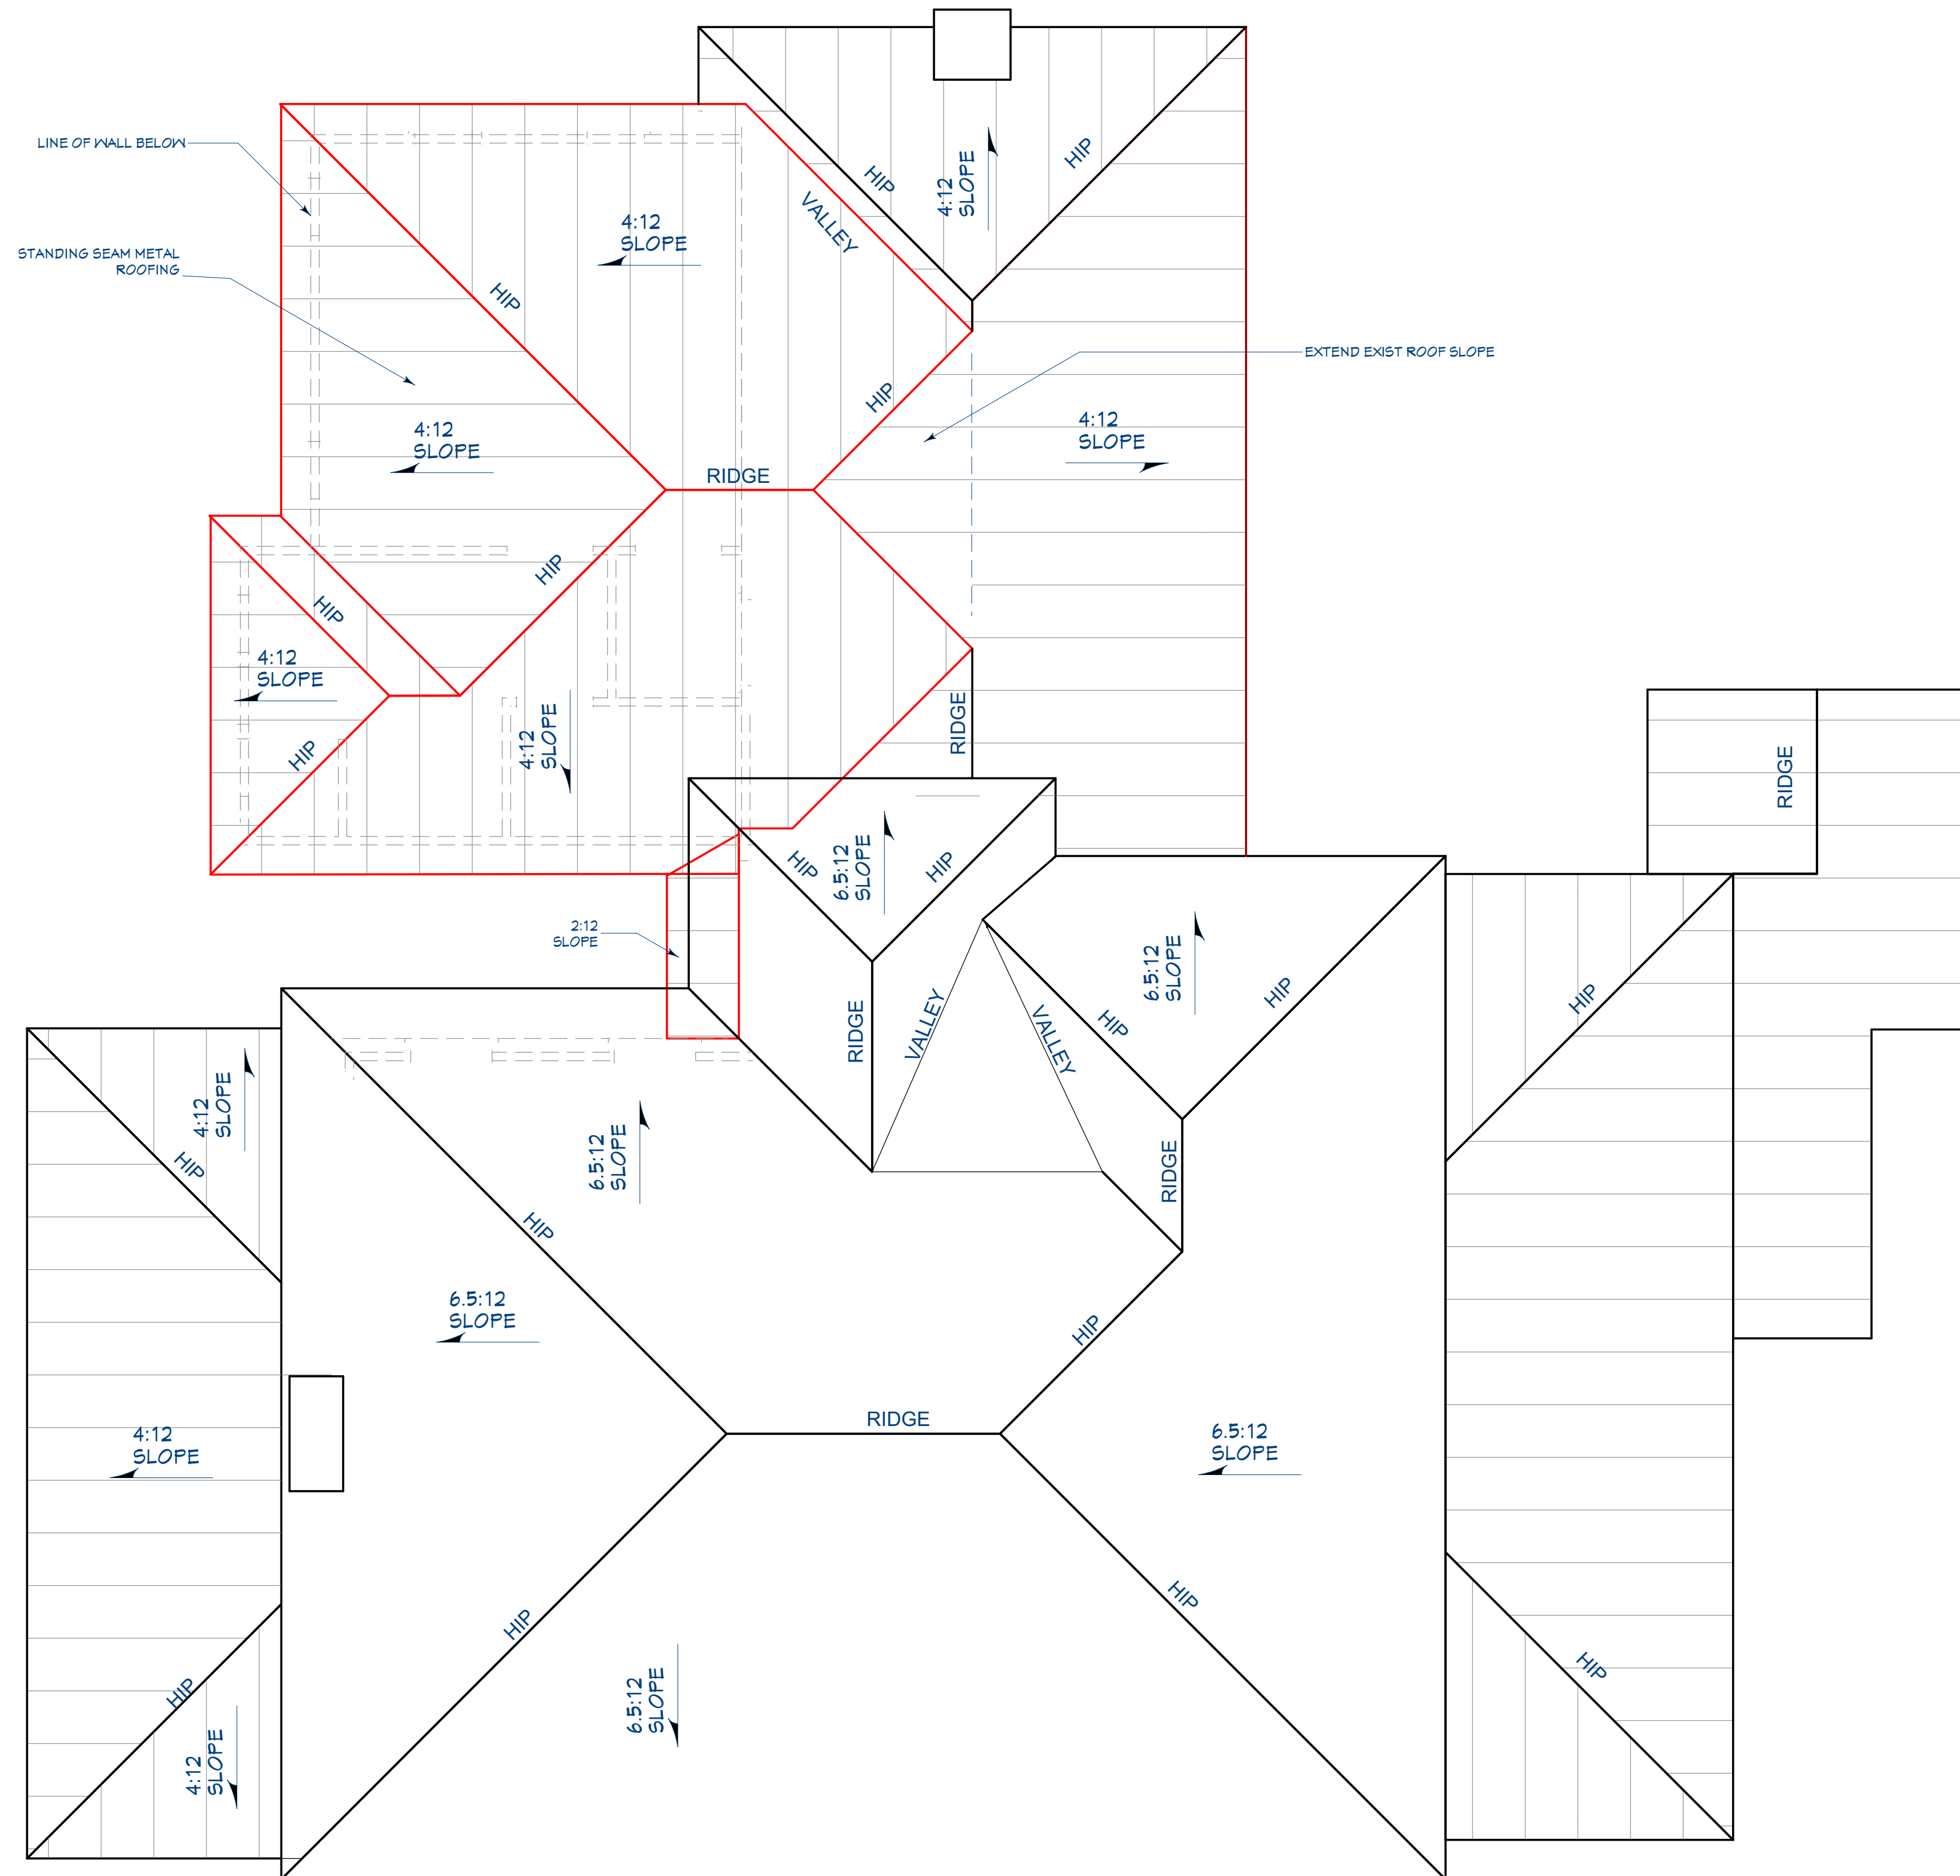 LINE OF WALL BELOW
HIP
HIP
4:12
SLOPE
VALLEY
4:12
SLOPE
STANDING SEAM METAL
ROOFING
HIP
EXTEND EXIST ROOF SLOPE
HIP
4:12
SLOPE
4:12
SLOPE
RIDGE
HIP
HIP
4:12
SLOPE
RIDGE
4:12
SLOPE
HIP
RIDGE
HIP
HIP
6.5:12
SLOPE
2:12
SLOPE
6.5:12
SLOPE
HIP
HIP
RIDGE
VALLEY
VALLEY
HIP
4:12
SLOPE
HIP
6.5:12
SLOPE
RIDGE
HIP
6.5:12
SLOPE
HIP
RIDGE
4:12
SLOPE
6.5:12
SLOPE
HIP
HIP
HIP
HIP
6.5:12
SLOPE
4:12
SLOPE